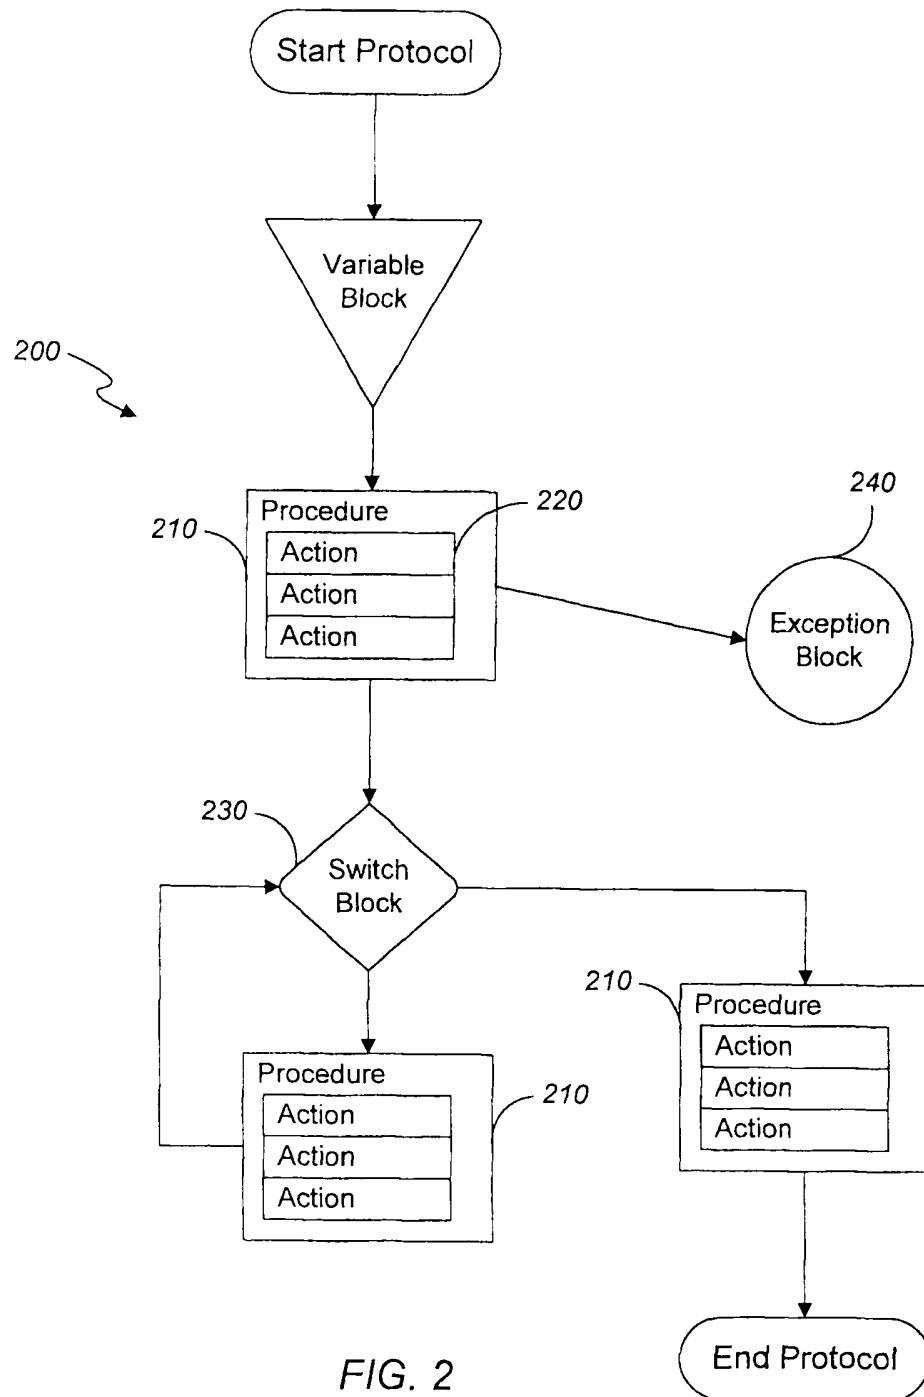 Start Protocol
Variable
Block
200
Procedure
210
220
Action
Action
Action
240
Exception
Block
230
Switch
Block
Procedure
210
Action
Action
Action
210
Procedure
Action
Action
Action
End Protocol
FIG. 2